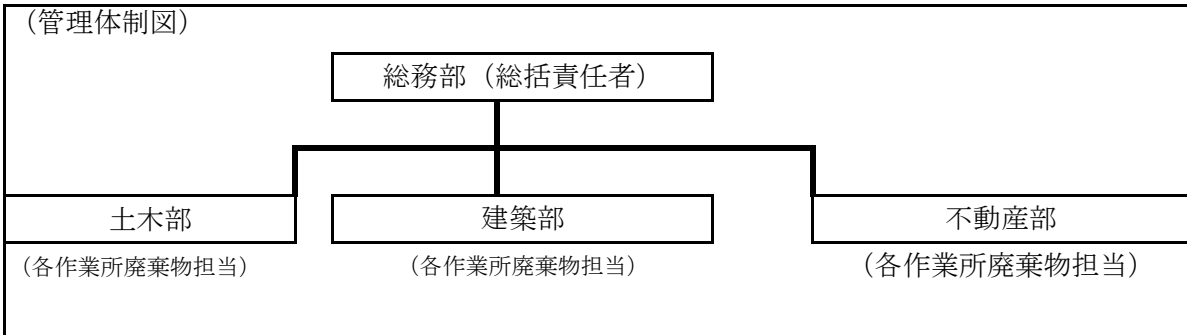 （管理体制図）
総務部（総括責任者）
土木部
建築部
不動産部
（各作業所廃棄物担当）
（各作業所廃棄物担当）
（各作業所廃棄物担当）